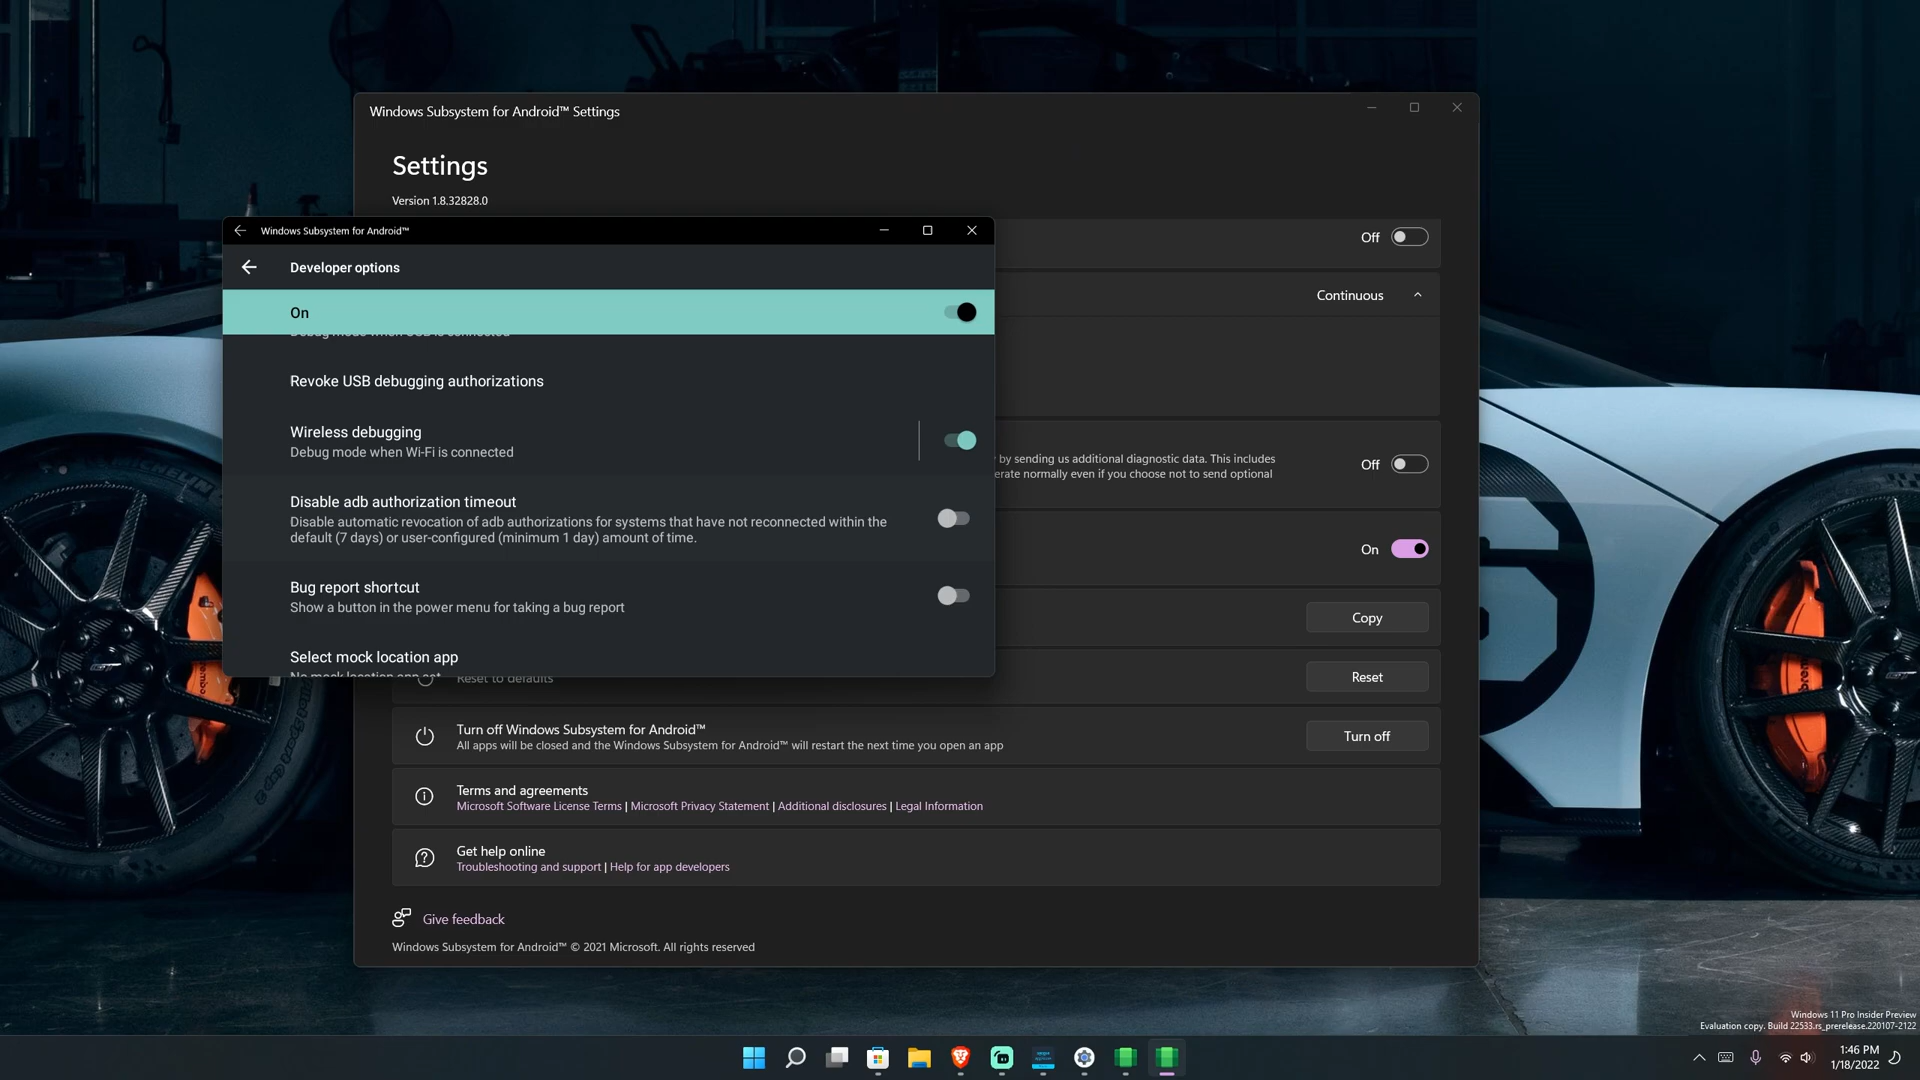 Windows Subsystem for Android™ Settings
Settings
Version 1.8.32828.0
Off
Continuous
Windows Subsystem for Android™
Developer options
On
Debug mode when USB is connected
Revoke USB debugging authorizations
Wireless debugging
Debug mode when Wi-Fi is connected
Disable adb authorization timeout
Disable automatic revocation of adb authorizations for systems that have not reconnected within the
default (7 days) or user-configured (minimum 1 day) amount of time.
Bug report shortcut
Show a button in the power menu for taking a bug report
Select mock location app
No mock location app set
by sending us additional diagnostic data. This includes
erate normally even if you choose not to send optional
Off
On
Copy
Reset to defaults
Reset
Turn off Windows Subsystem for Android™
All apps will be closed and the Windows Subsystem for Android™ will restart the next time you open an app
Turn off
Terms and agreements
Microsoft Software License Terms | Microsoft Privacy Statement | Additional disclosures | Legal Information
Get help online
Troubleshooting and support | Help for app developers
Give feedback
Windows Subsystem for Android™ © 2021 Microsoft. All rights reserved
brembo
brembo
Windows 11 Pro Insider Preview
Evaluation copy. Build 22533.rs_prerelease.220107-2122
1:46 PM
1/18/2022